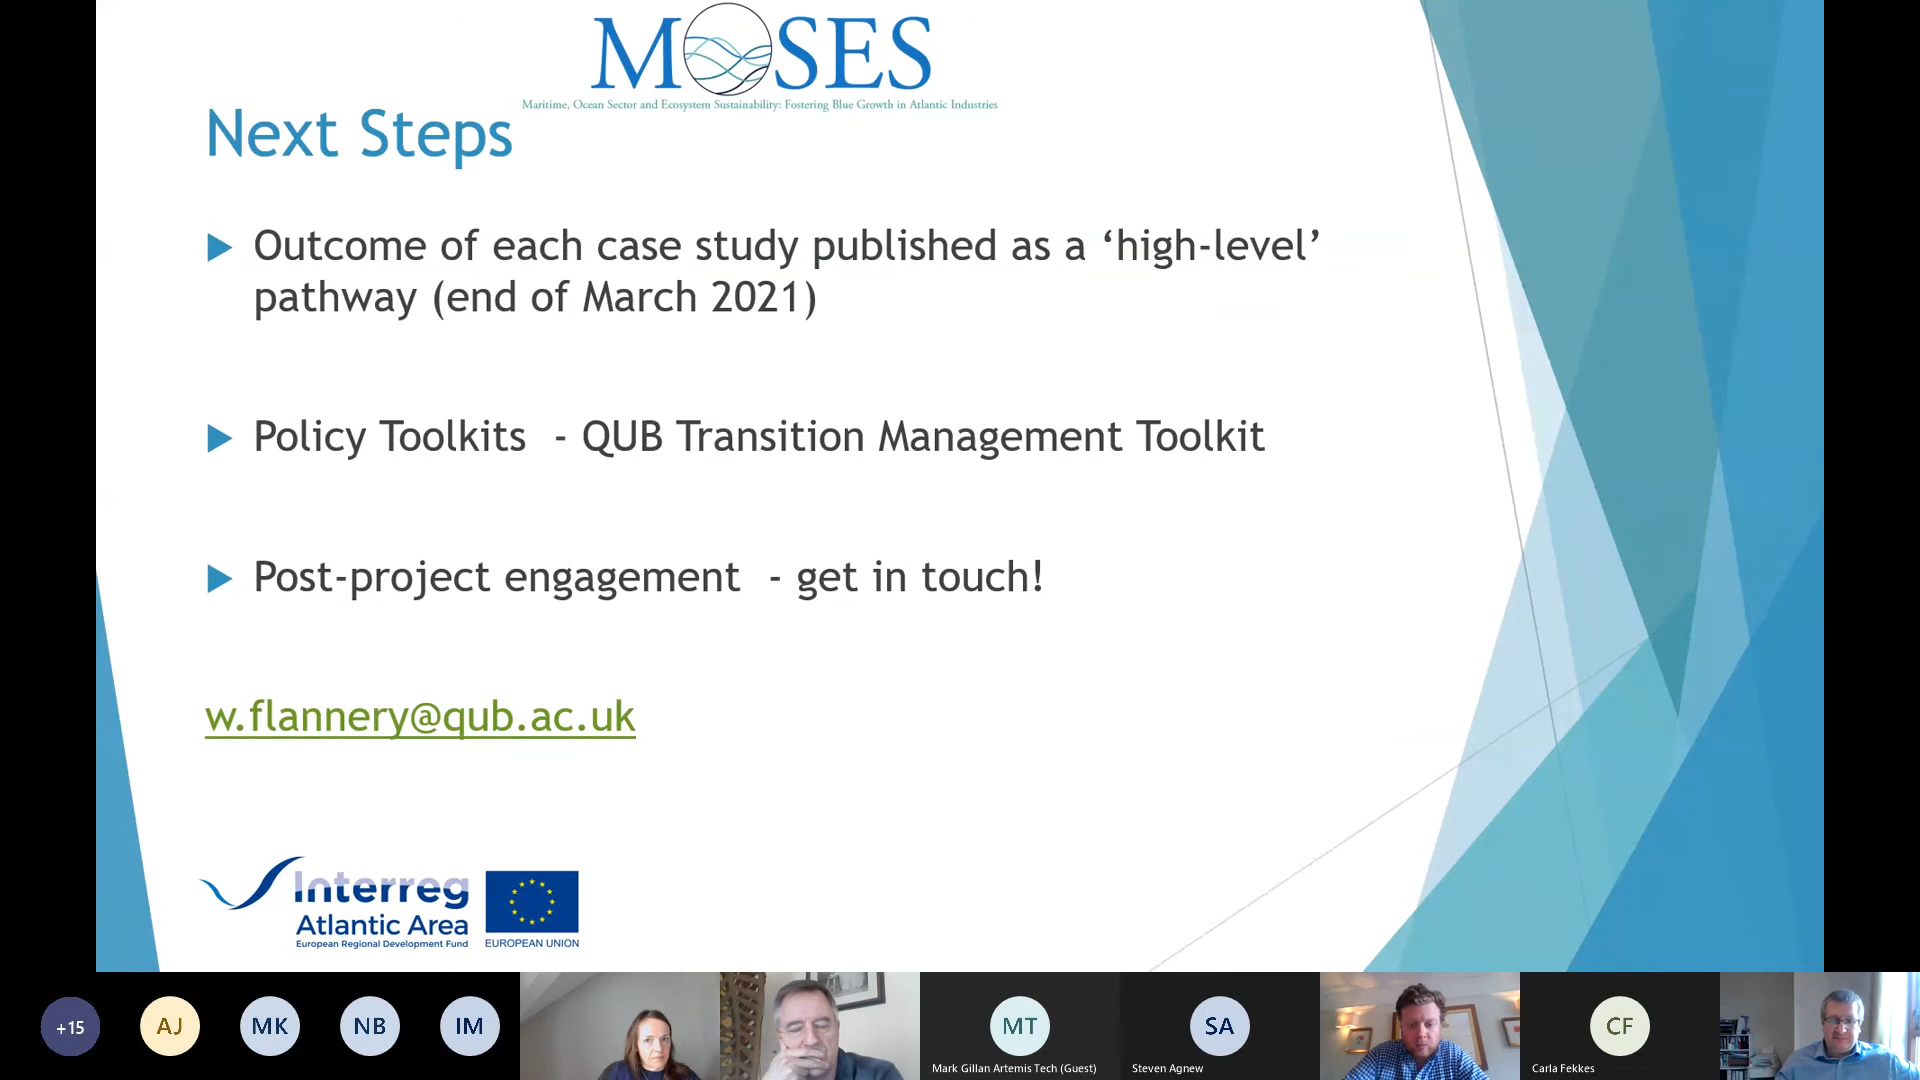 MOSES
Maritime, Ocean Sector and Ecosystem Sustainability: Fostering Blue Growth in Atlantic Industries
Next Steps
Outcome of each case study published as a ‘high-level’
pathway (end of March 2021)
Policy Toolkits - QUB Transition Management Toolkit
Post-project engagement - get in touch!
w.flannery@qub.ac.uk
Interreg
Atlantic Area
European Regional Development Fund
EUROPEAN UNION
+15
AJ
MK
NB
IM
MT
Mark Gillan Artemis Tech (Guest)
SA
Steven Agnew
CF
Carla Fekkes